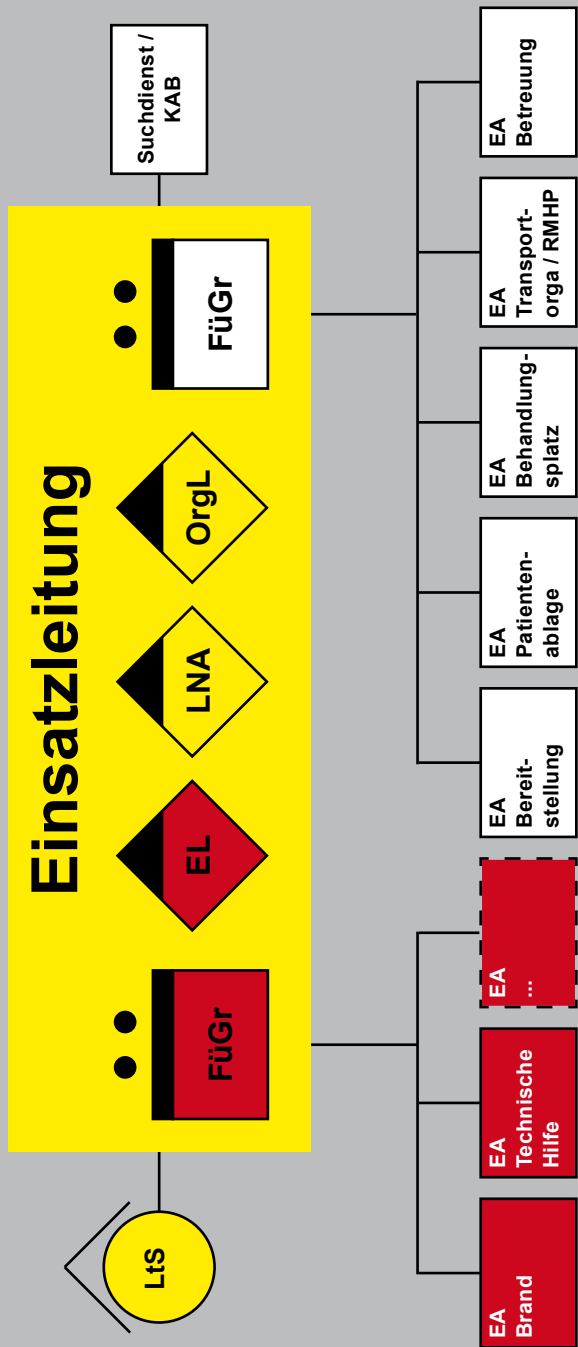 Einsatzleitung
LtS
FüGr
EL
LNA
OrgL
FüGr
Suchdienst /
KAB
EA
Brand
EA
Technische
Hilfe
EA
...
EA
Bereit-
stellung
EA
Patienten-
ablage
EA
Behandlung-
splatz
EA
Transport-
orga / RMHP
EA
Betreuung